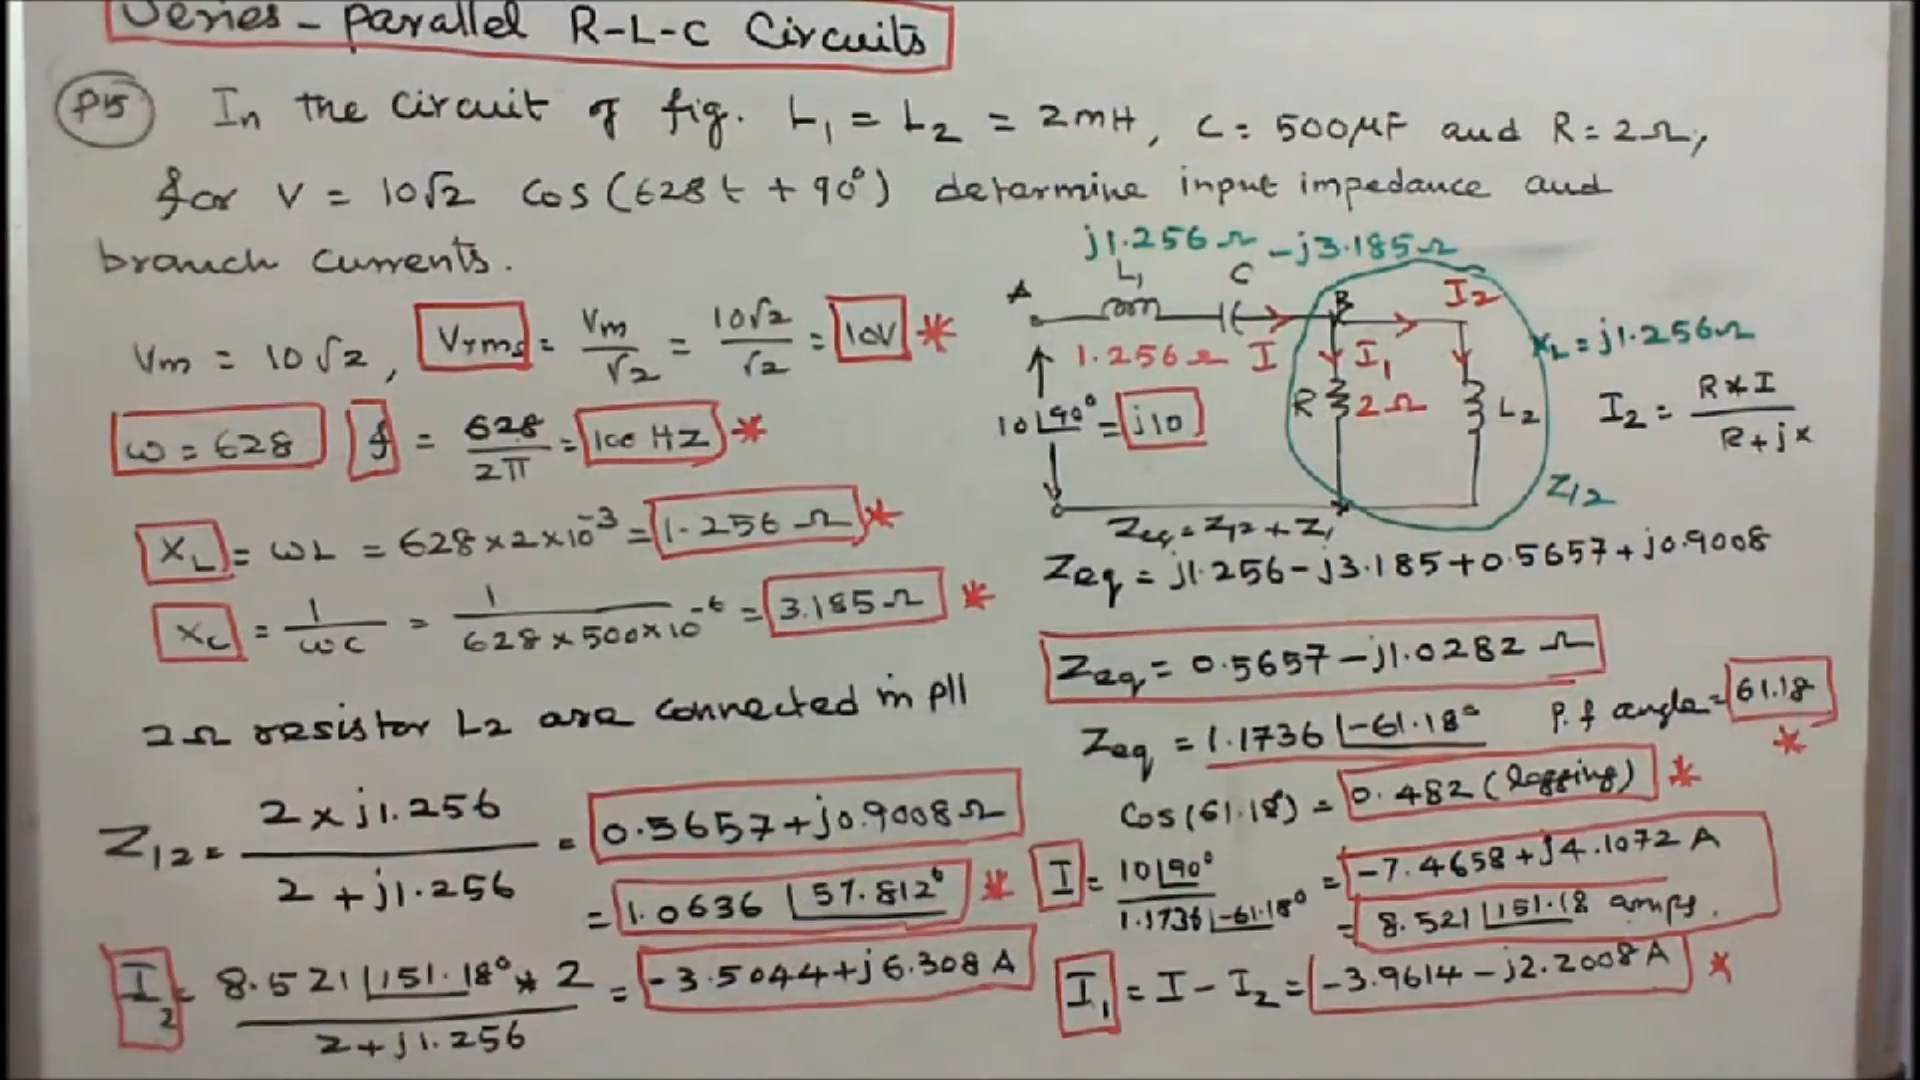 Series - parallel R-L-C Circuits
P15 In the circuit of fig. L1 = L2 = 2mH, C = 500μF and R = 2Ω,
for V = 10√2 Cos(628t + 90°) determine input impedance and
branch currents.
j1.256Ω -j3.185Ω
L1 C B I2
A
1.256Ω I I1 XL = j1.256Ω
10∠90° = j10 R 2Ω L2
I2 = R*I / R+jX
Z12
Zeq = Z12 + Z1
Vm = 10√2, Vrms = Vm/√2 = 10√2/√2 = 10V *
ω = 628 f = 628/2π = 100 HZ *
XL = ωL = 628×2×10^-3 = 1.256Ω *
XC = 1/ωC = 1/628×500×10^-6 = 3.185Ω *
2Ω resistor L2 are connected in pll
Z12 = 2×j1.256 / 2+j1.256 = 0.5657+j0.9008Ω
= 1.0636 ∠57.812° *
I2 = 8.521∠151.18° * 2 / 2+j1.256 = -3.5044+j6.308 A
Zeq = j1.256-j3.185+0.5657+j0.9008
Zeq = 0.5657-j1.0282 Ω
Zeq = 1.1736∠-61.18° P.f angle = 61.18 *
Cos(61.18°) = 0.482 (lagging) *
I = 10∠90° / 1.1736∠-61.18° = -7.4658+j4.1072 A
= 8.521∠151.18 amps.
I1 = I - I2 = -3.9614-j2.2008 A *